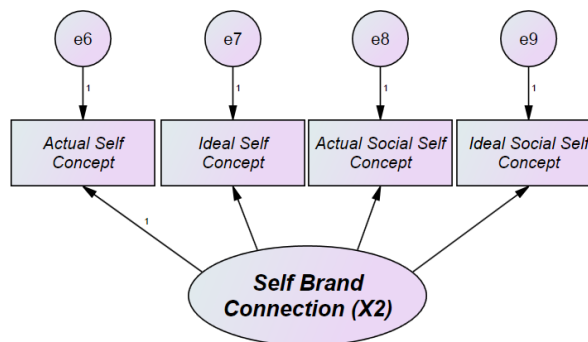 e6 e7 e8 e9
1 1 1 1
Actual Self Ideal Self Actual Social Self Ideal Social Self
Concept Concept Concept Concept
1
Self Brand
Connection (X2)